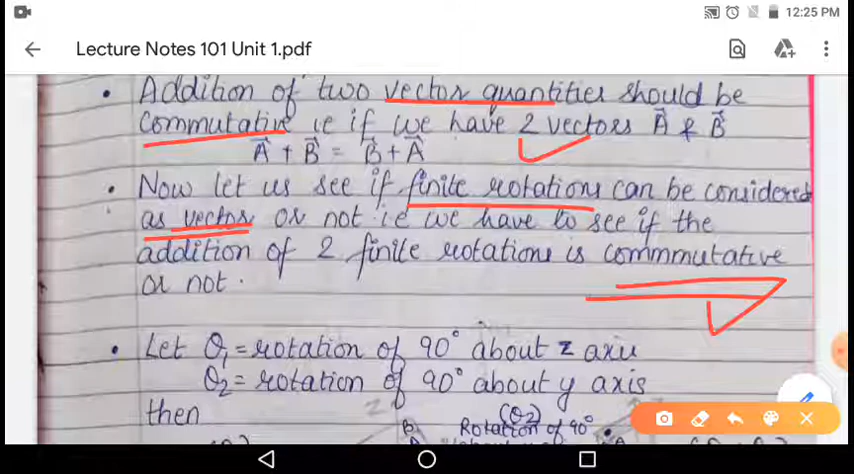 12:25 PM
Lecture Notes 101 Unit 1.pdf
• Addition of two vector quantities should be
commutative ie if we have 2 vectors A⃗ & B⃗
A⃗ + B⃗ = B⃗ + A⃗
• Now let us see if finite rotations can be considered
as vector or not i.e we have to see if the
addition of 2 finite rotations is commmutative
or not.
• Let θ₁ = rotation of 90° about z axis
θ₂ = rotation of 90° about y axis
then
(θ₂)
Rotation of 90°